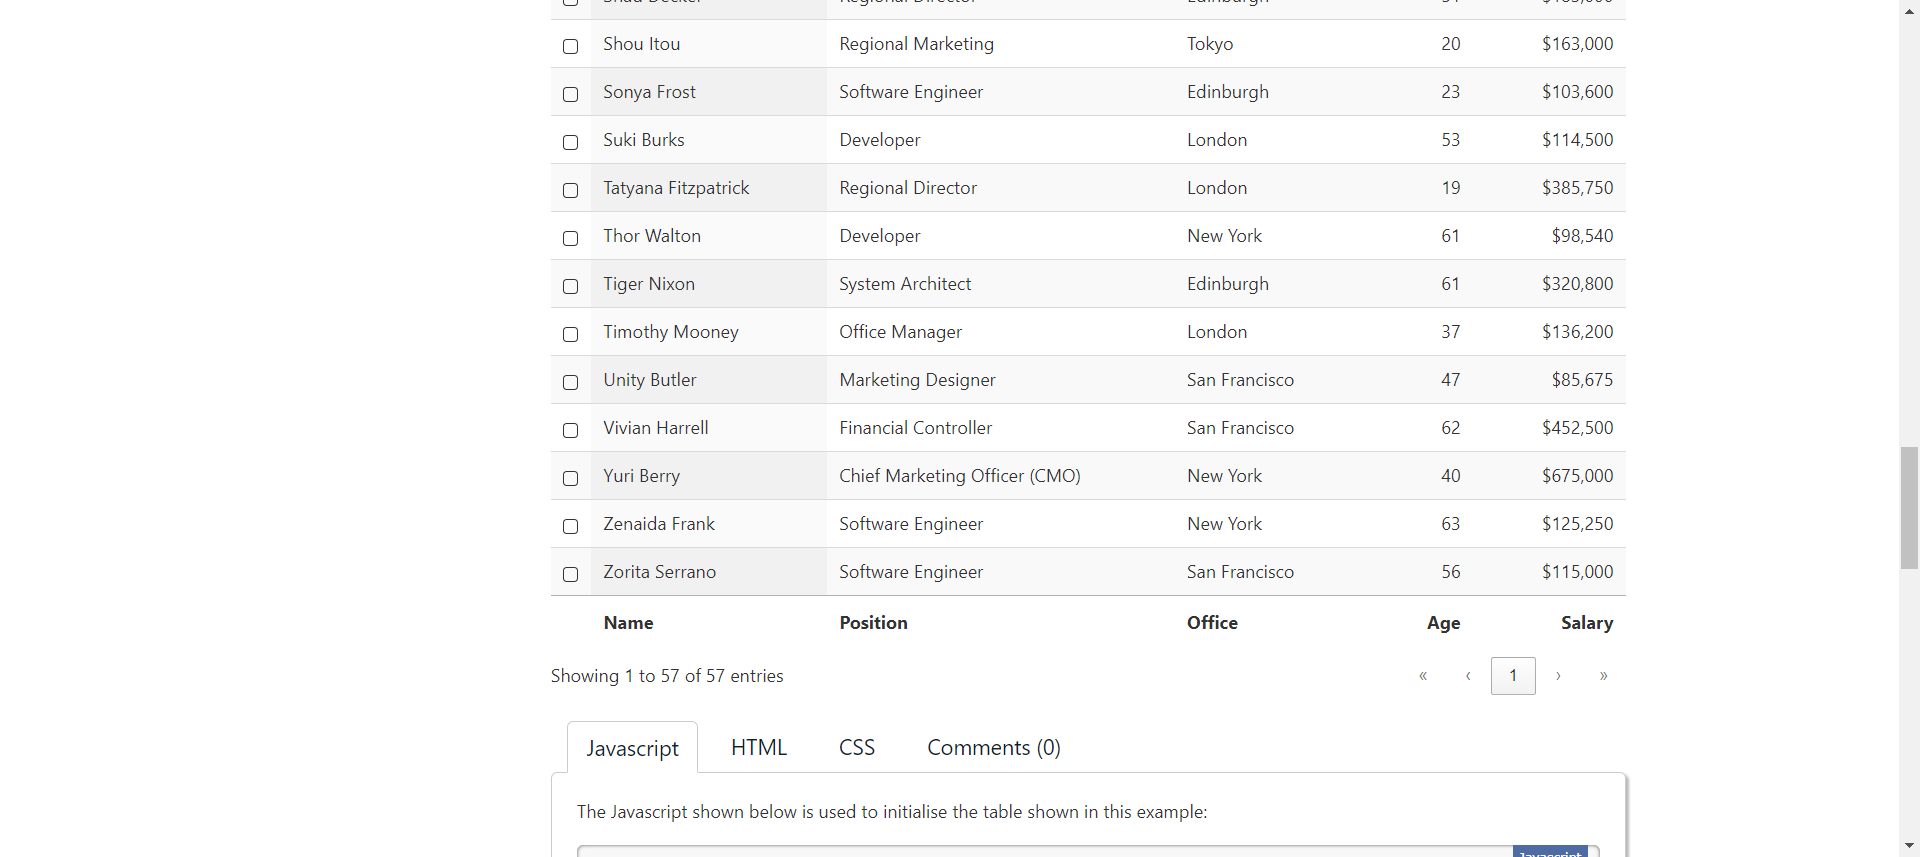 Shou Itou Regional Marketing Tokyo 20 $163,000
Sonya Frost Software Engineer Edinburgh 23 $103,600
Suki Burks Developer London 53 $114,500
Tatyana Fitzpatrick Regional Director London 19 $385,750
Thor Walton Developer New York 61 $98,540
Tiger Nixon System Architect Edinburgh 61 $320,800
Timothy Mooney Office Manager London 37 $136,200
Unity Butler Marketing Designer San Francisco 47 $85,675
Vivian Harrell Financial Controller San Francisco 62 $452,500
Yuri Berry Chief Marketing Officer (CMO) New York 40 $675,000
Zenaida Frank Software Engineer New York 63 $125,250
Zorita Serrano Software Engineer San Francisco 56 $115,000
Name Position Office Age Salary
Showing 1 to 57 of 57 entries « ‹ 1 › »
Javascript HTML CSS Comments (0)
The Javascript shown below is used to initialise the table shown in this example:
Javascript